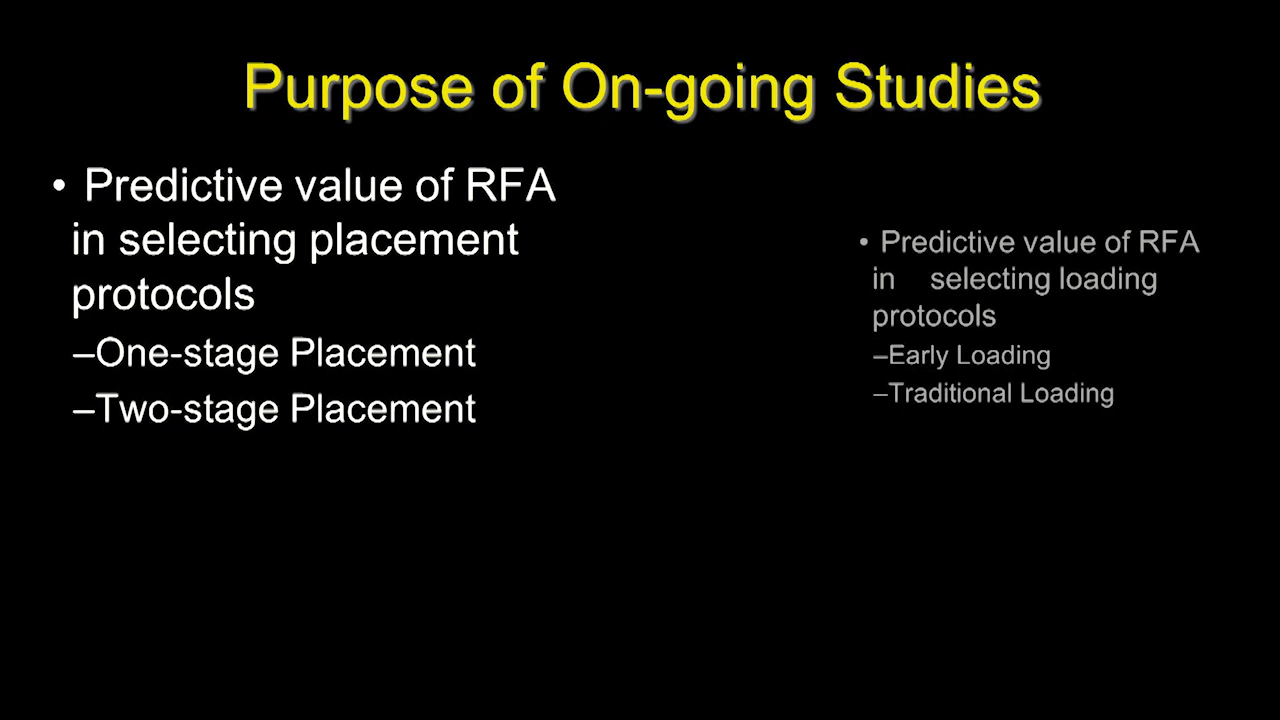 Purpose of On-going Studies
• Predictive value of RFA
in selecting placement
protocols
–One-stage Placement
–Two-stage Placement
• Predictive value of RFA
in selecting loading
protocols
–Early Loading
–Traditional Loading